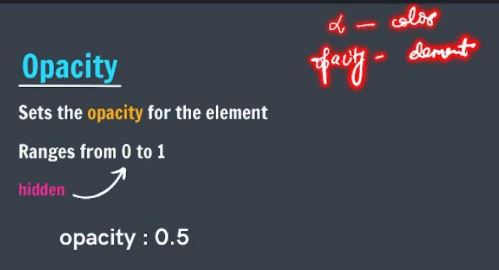 α - color
opacity - element
Opacity
Sets the opacity for the element
Ranges from 0 to 1
hidden
opacity : 0.5